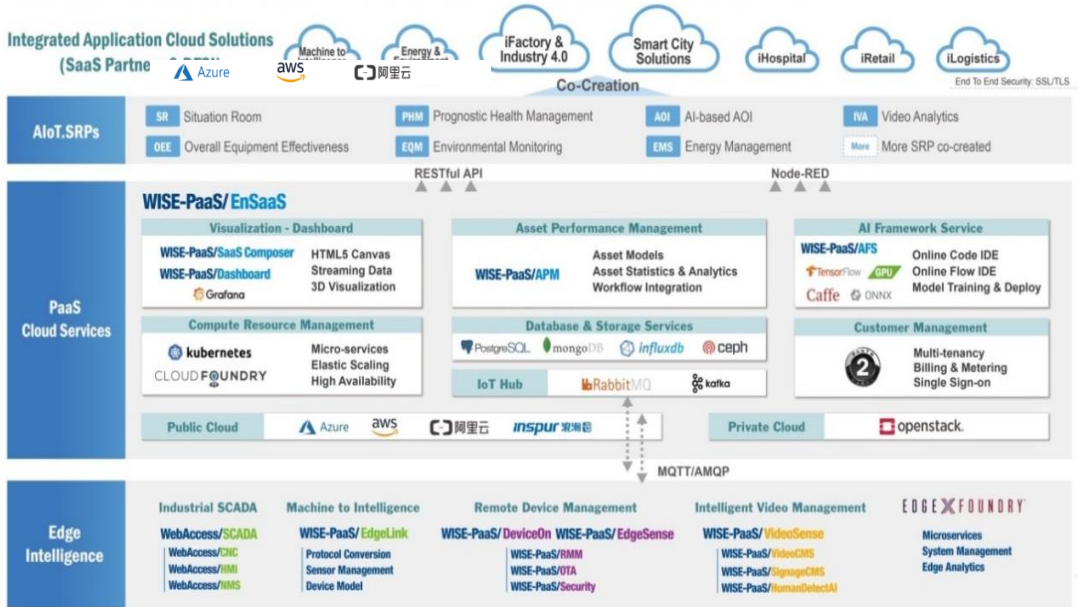 Integrated Application Cloud Solutions
(SaaS Partne
Machine to
Energy &
iFactory &
Industry 4.0
Smart City
Solutions
iHospital
iRetail
iLogistics
Azure
aws
阿里云
End To End Security: SSL/TLS
Co-Creation
AIoT.SRPs
SR Situation Room
PHM Prognostic Health Management
AOI AI-based AOI
IVA Video Analytics
OEE Overall Equipment Effectiveness
EQM Environmental Monitoring
EMS Energy Management
More More SRP co-created
RESTful API
Node-RED
PaaS
Cloud Services
WISE-PaaS/EnSaaS
Visualization - Dashboard
WISE-PaaS/SaaS Composer
WISE-PaaS/Dashboard
Grafana
HTML5 Canvas
Streaming Data
3D Visualization
Asset Performance Management
WISE-PaaS/APM
Asset Models
Asset Statistics & Analytics
Workflow Integration
AI Framework Service
WISE-PaaS/AFS
TensorFlow GPU
Caffe ONNX
Online Code IDE
Online Flow IDE
Model Training & Deploy
Compute Resource Management
kubernetes
CLOUD FOUNDRY
Micro-services
Elastic Scaling
High Availability
Database & Storage Services
PostgreSQL mongoDB influxdb ceph
IoT Hub
RabbitMQ kafka
Customer Management
2
Multi-tenancy
Billing & Metering
Single Sign-on
Public Cloud
Azure aws 阿里云 inspur 浪潮
Private Cloud
openstack.
MQTT/AMQP
Edge
Intelligence
Industrial SCADA
WebAccess/SCADA
WebAccess/CNC
WebAccess/HMI
WebAccess/NMS
Machine to Intelligence
WISE-PaaS/EdgeLink
Protocol Conversion
Sensor Management
Device Model
Remote Device Management
WISE-PaaS/DeviceOn WISE-PaaS/EdgeSense
WISE-PaaS/RMM
WISE-PaaS/OTA
WISE-PaaS/Security
Intelligent Video Management
WISE-PaaS/VideoSense
WISE-PaaS/VideoCMS
WISE-PaaS/SignageCMS
WISE-PaaS/HumanDetectAI
EDGE X FOUNDRY
Microservices
System Management
Edge Analytics